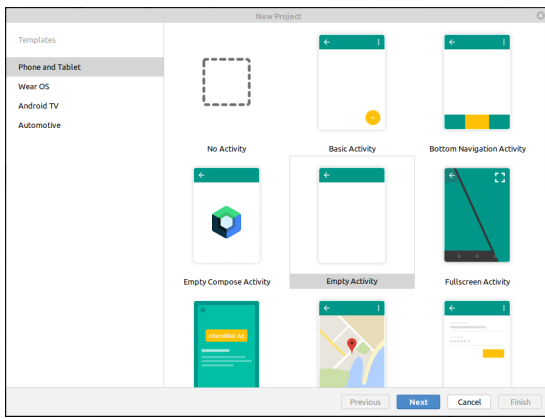 New Project
Templates
Phone and Tablet
Wear OS
Android TV
Automotive
No Activity
Basic Activity
Bottom Navigation Activity
Empty Compose Activity
Empty Activity
Fullscreen Activity
Interstitial Ad
Previous
Next
Cancel
Finish